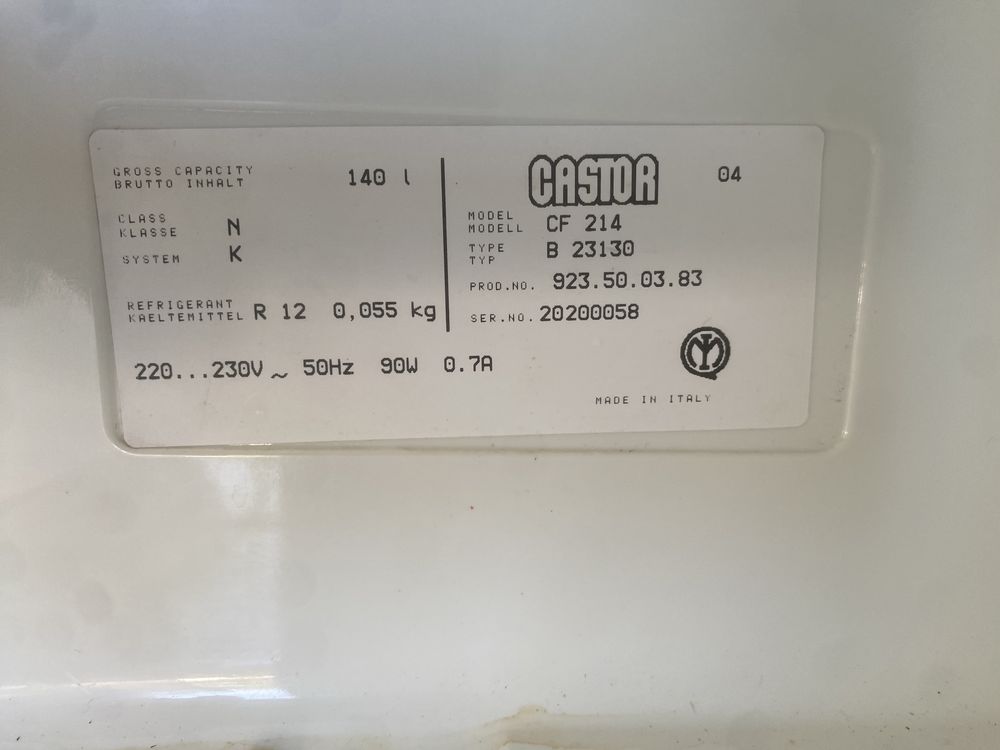 GROSS CAPACITY
BRUTTO INHALT 140 l
CLASS
KLASSE N
SYSTEM K
REFRIGERANT
KAELTEMITTEL R 12 0,055 kg
220...230V ~ 50Hz 90W 0.7A
CASTOR 04
MODEL
MODELL CF 214
TYPE
TYP B 23130
PROD.NO. 923.50.03.83
SER.NO. 20200058
MADE IN ITALY